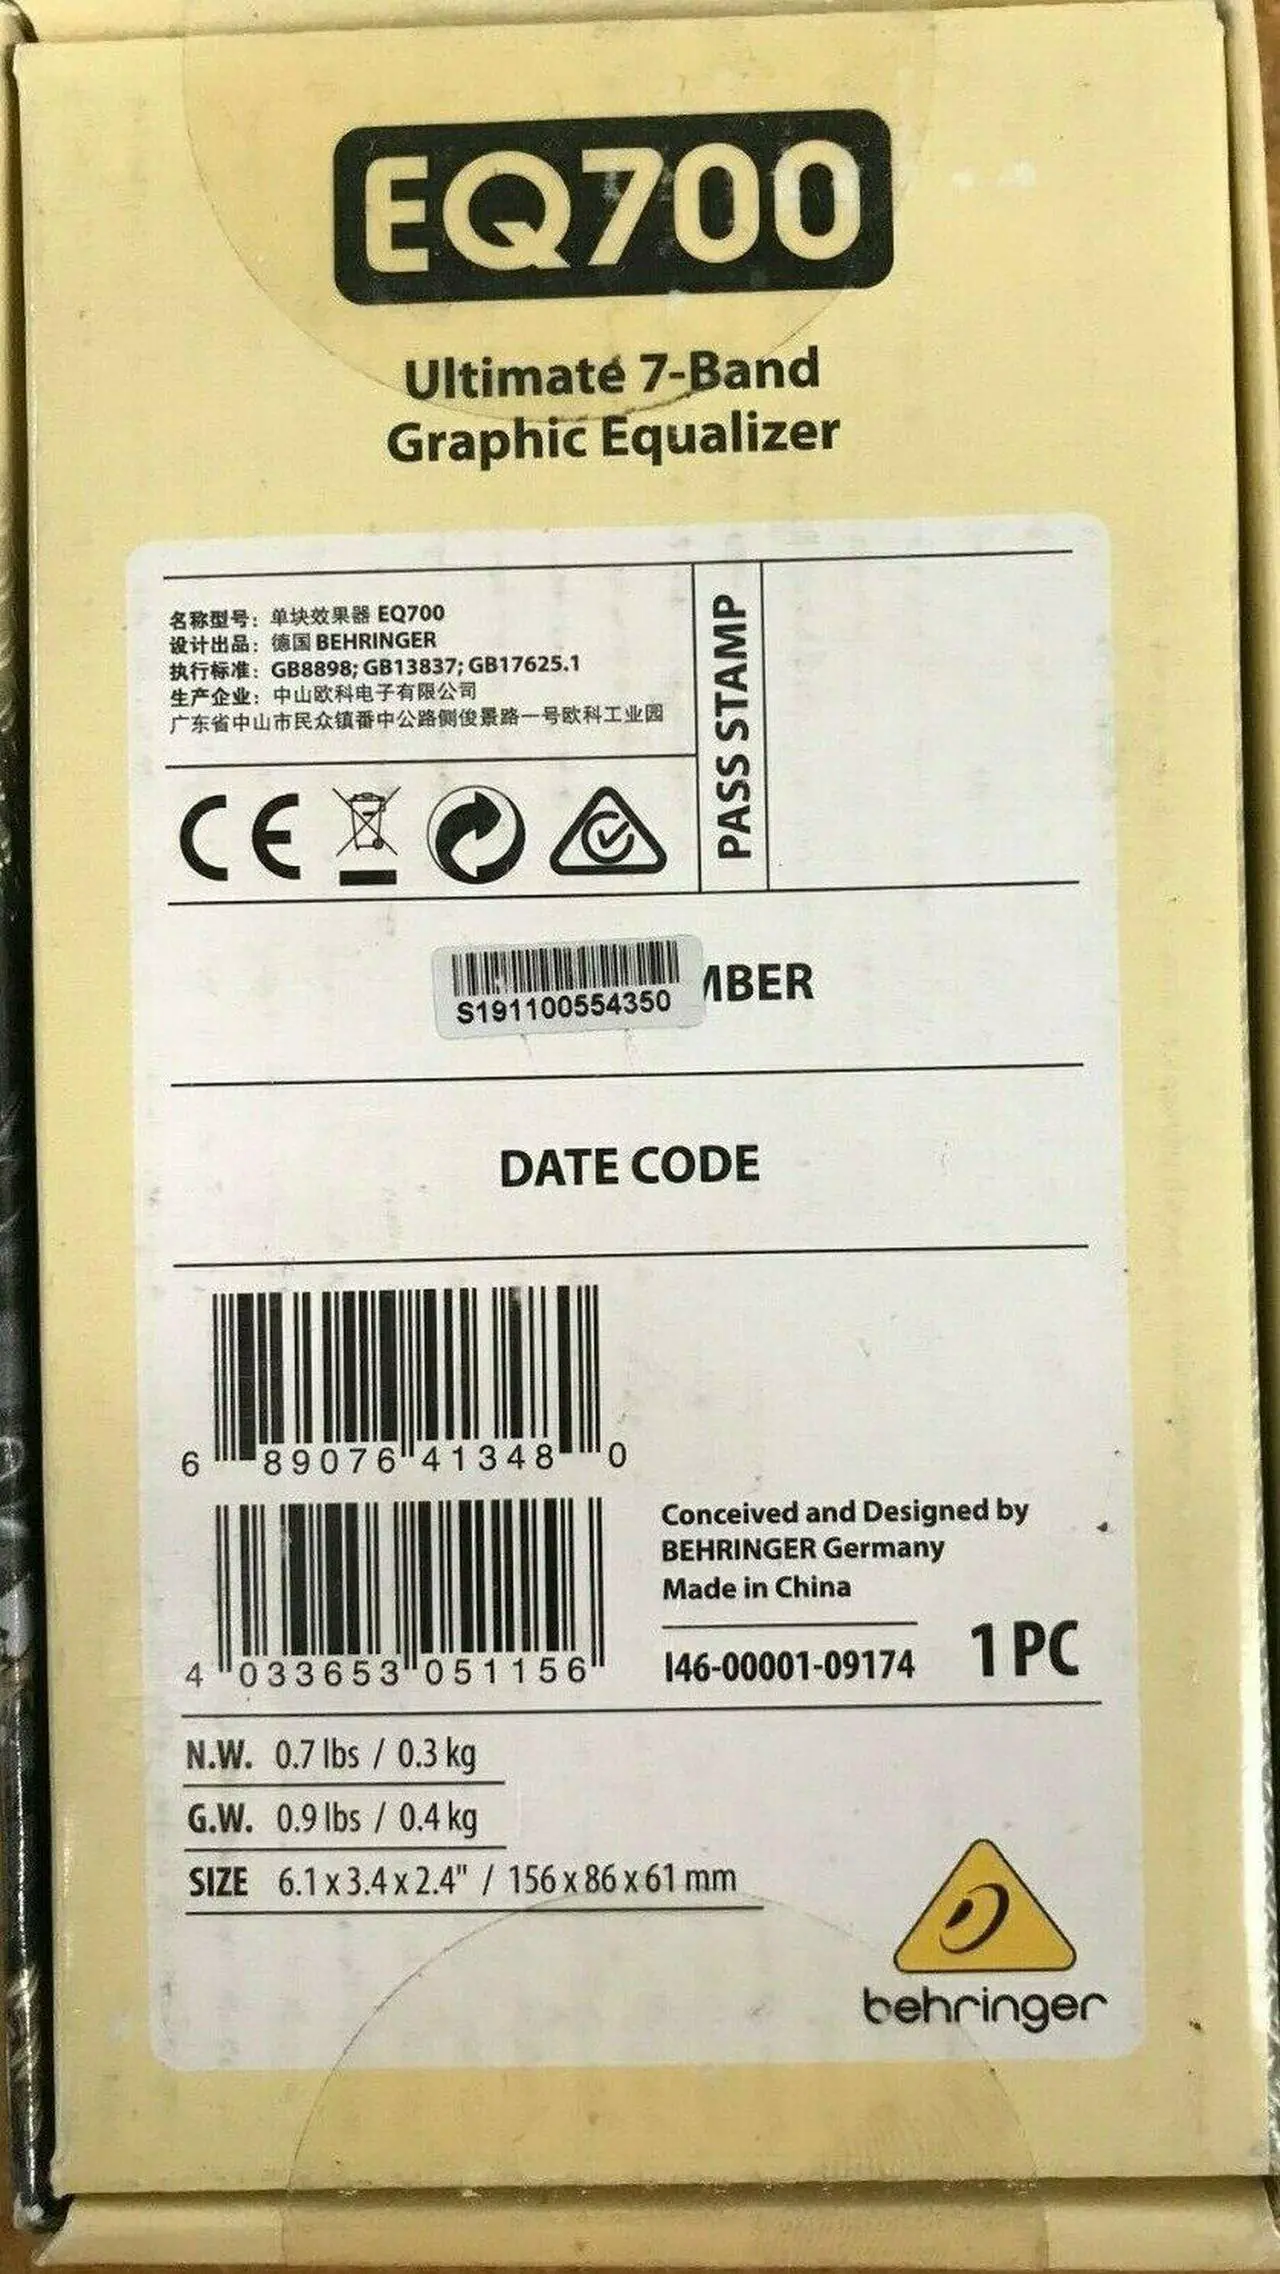 EQ700
Ultimate 7-Band
Graphic Equalizer
名称型号: 单块效果器 EQ700
设计出品: 德国 BEHRINGER
执行标准: GB8898; GB13837; GB17625.1
生产企业: 中山欧科电子有限公司
广东省中山市民众镇番中公路侧俊景路一号欧科工业园
PASS STAMP
CE
S191100554350
MBER
DATE CODE
6 89076 41348 0
4 033653 051156
Conceived and Designed by
BEHRINGER Germany
Made in China
I46-00001-09174
1 PC
N.W. 0.7 lbs / 0.3 kg
G.W. 0.9 lbs / 0.4 kg
SIZE 6.1 x 3.4 x 2.4" / 156 x 86 x 61 mm
behringer